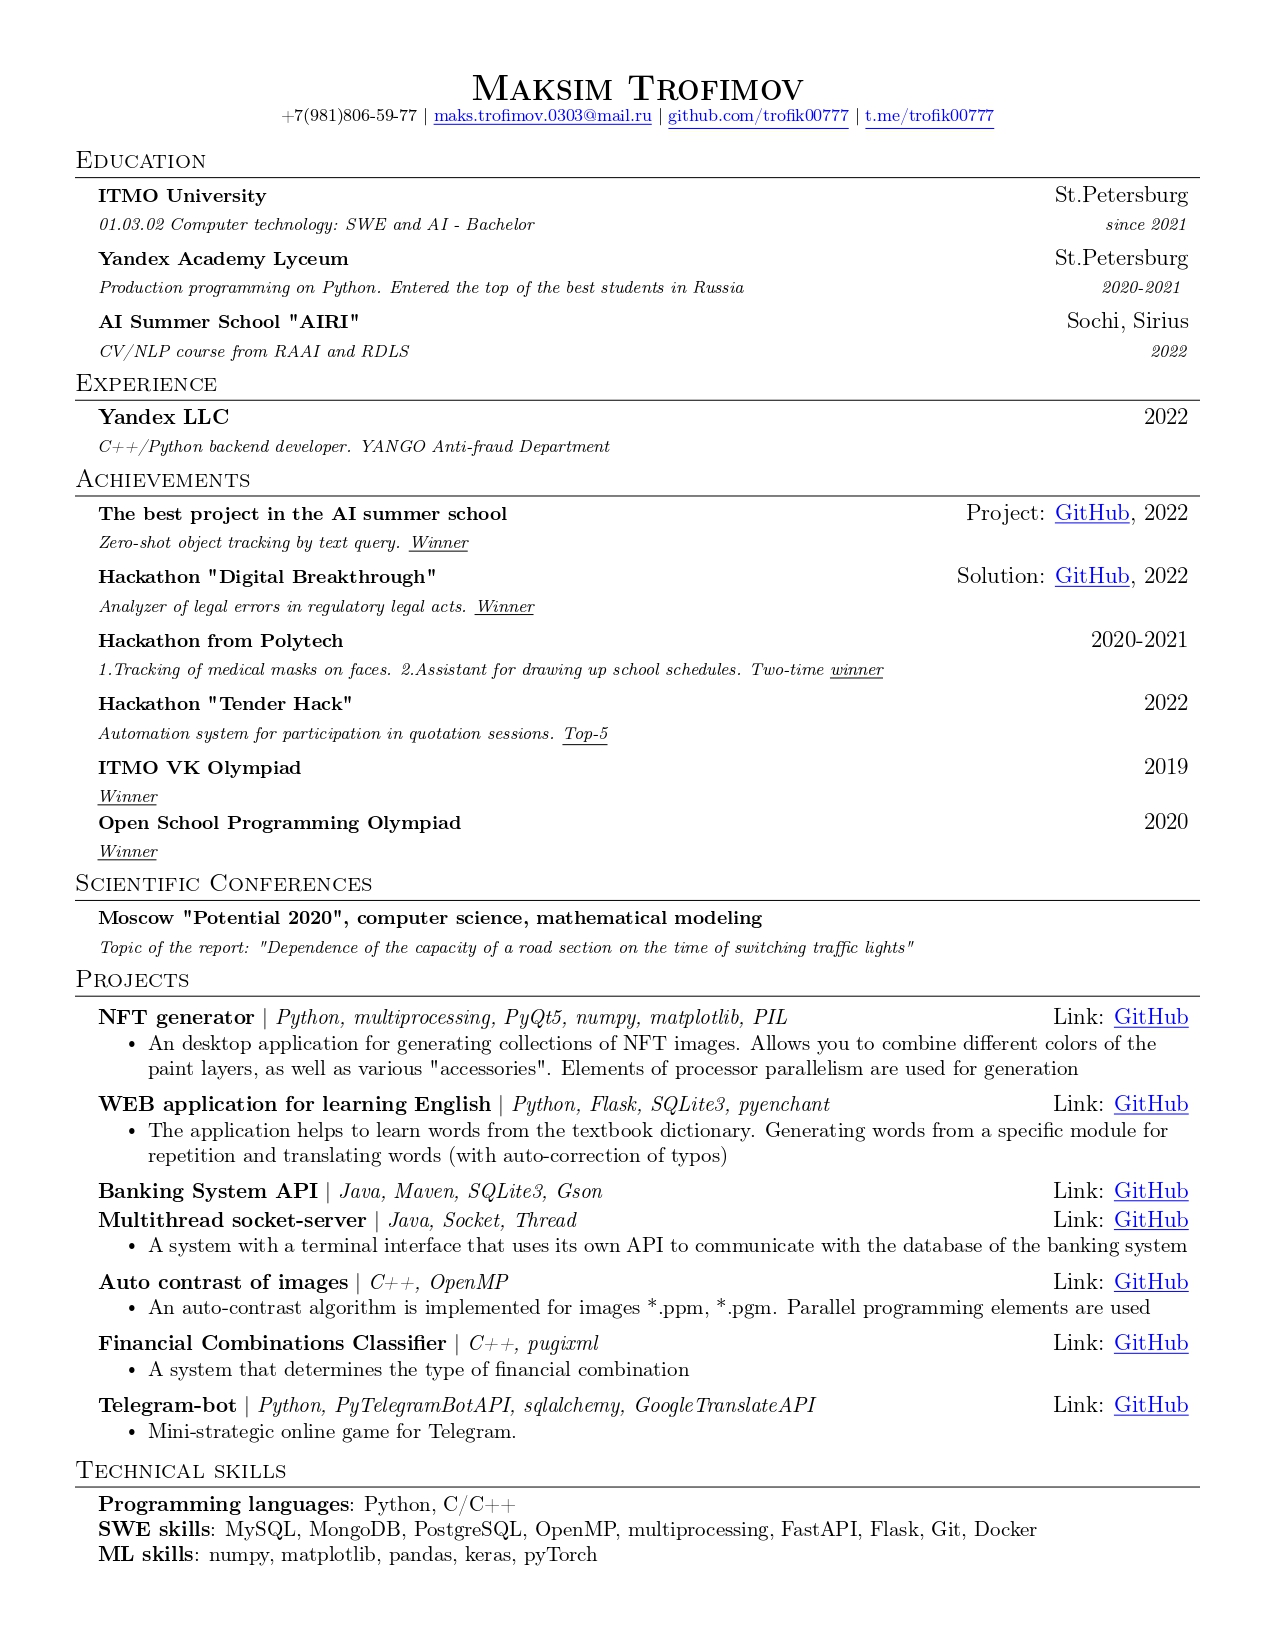 Maksim Trofimov
+7(981)806-59-77 | maks.trofimov.0303@mail.ru | github.com/trofik00777 | t.me/trofik00777
Education
ITMO University St.Petersburg
01.03.02 Computer technology: SWE and AI - Bachelor since 2021
Yandex Academy Lyceum St.Petersburg
Production programming on Python. Entered the top of the best students in Russia 2020-2021
AI Summer School "AIRI" Sochi, Sirius
CV/NLP course from RAAI and RDLS 2022
Experience
Yandex LLC 2022
C++/Python backend developer. YANGO Anti-fraud Department
Achievements
The best project in the AI summer school Project: GitHub, 2022
Zero-shot object tracking by text query. Winner
Hackathon "Digital Breakthrough" Solution: GitHub, 2022
Analyzer of legal errors in regulatory legal acts. Winner
Hackathon from Polytech 2020-2021
1.Tracking of medical masks on faces. 2.Assistant for drawing up school schedules. Two-time winner
Hackathon "Tender Hack" 2022
Automation system for participation in quotation sessions. Top-5
ITMO VK Olympiad 2019
Winner
Open School Programming Olympiad 2020
Winner
Scientific Conferences
Moscow "Potential 2020", computer science, mathematical modeling
Topic of the report: "Dependence of the capacity of a road section on the time of switching traffic lights"
Projects
NFT generator | Python, multiprocessing, PyQt5, numpy, matplotlib, PIL Link: GitHub
• An desktop application for generating collections of NFT images. Allows you to combine different colors of the
paint layers, as well as various "accessories". Elements of processor parallelism are used for generation
WEB application for learning English | Python, Flask, SQLite3, pyenchant Link: GitHub
• The application helps to learn words from the textbook dictionary. Generating words from a specific module for
repetition and translating words (with auto-correction of typos)
Banking System API | Java, Maven, SQLite3, Gson Link: GitHub
Multithread socket-server | Java, Socket, Thread Link: GitHub
• A system with a terminal interface that uses its own API to communicate with the database of the banking system
Auto contrast of images | C++, OpenMP Link: GitHub
• An auto-contrast algorithm is implemented for images *.ppm, *.pgm. Parallel programming elements are used
Financial Combinations Classifier | C++, pugixml Link: GitHub
• A system that determines the type of financial combination
Telegram-bot | Python, PyTelegramBotAPI, sqlalchemy, GoogleTranslateAPI Link: GitHub
• Mini-strategic online game for Telegram.
Technical skills
Programming languages: Python, C/C++
SWE skills: MySQL, MongoDB, PostgreSQL, OpenMP, multiprocessing, FastAPI, Flask, Git, Docker
ML skills: numpy, matplotlib, pandas, keras, pyTorch